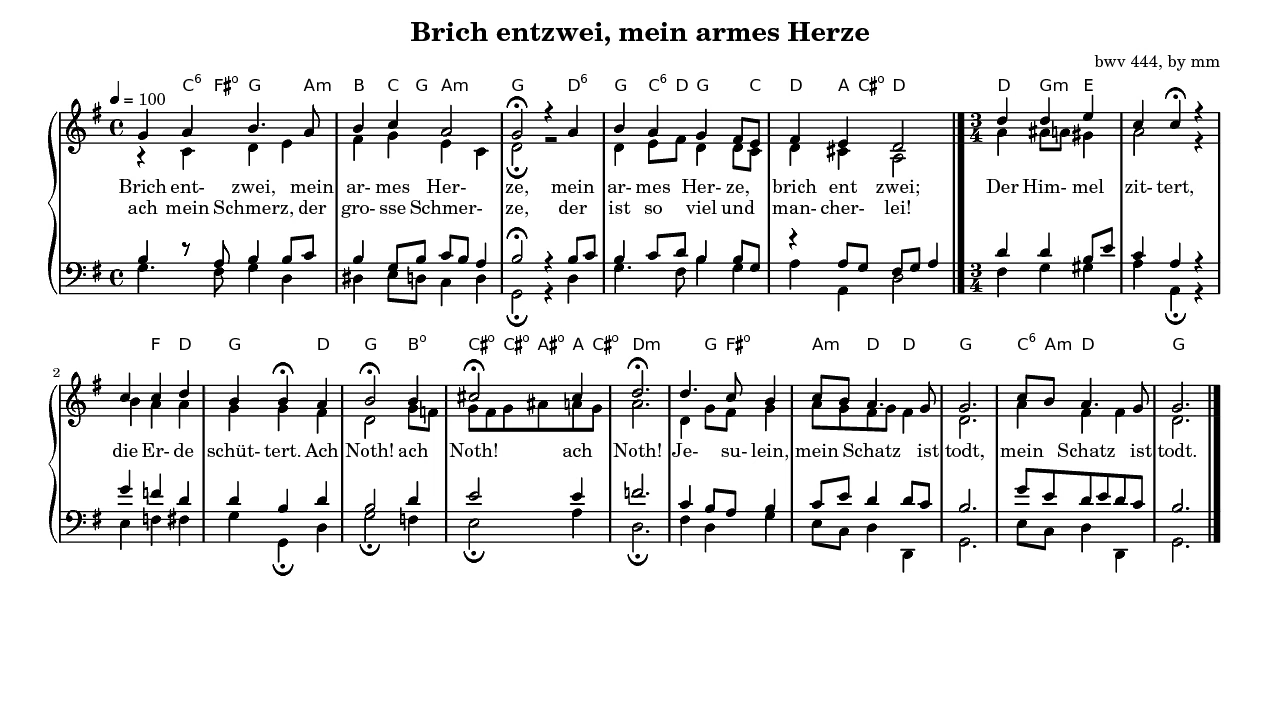 Brich entzwei, mein armes Herze
bwv 444, by mm
C6 F♯o G Am B C G Am G D6 G C6 D G C D A C♯o D D Gm E
♩ = 100
Brich ent- zwei, mein ar- mes Her- ze, mein ar- mes Her- ze, brich ent zwei; Der Him- mel zit- tert,
ach mein Schmerz, der gro- sse Schmer- ze, der ist so viel und man- cher- lei!
F D G D G Bo C♯o C♯o A♯o A C♯o Dm G F♯o Am D D G C6 Am D G
2
die Er- de schüt- tert. Ach Noth! ach Noth! ach Noth! Je- su- lein, mein Schatz ist todt, mein Schatz ist todt.